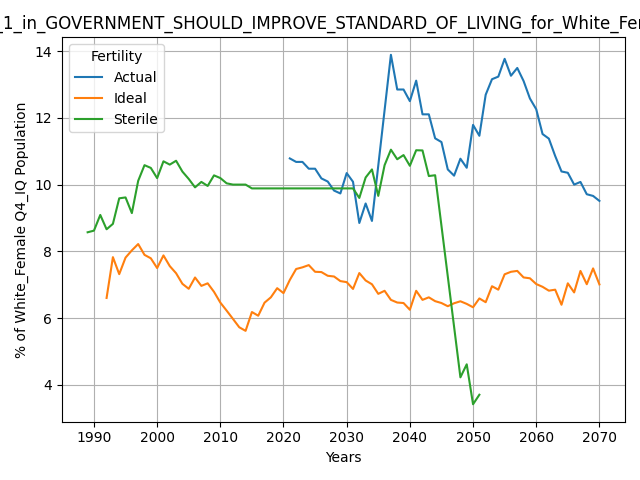 _1_in_GOVERNMENT_SHOULD_IMPROVE_STANDARD_OF_LIVING_for_White_Fe
Fertility
Actual
Ideal
Sterile
% of White_Female Q4_IQ Population
14
12
10
8
6
4
1990 2000 2010 2020 2030 2040 2050 2060 2070
Years